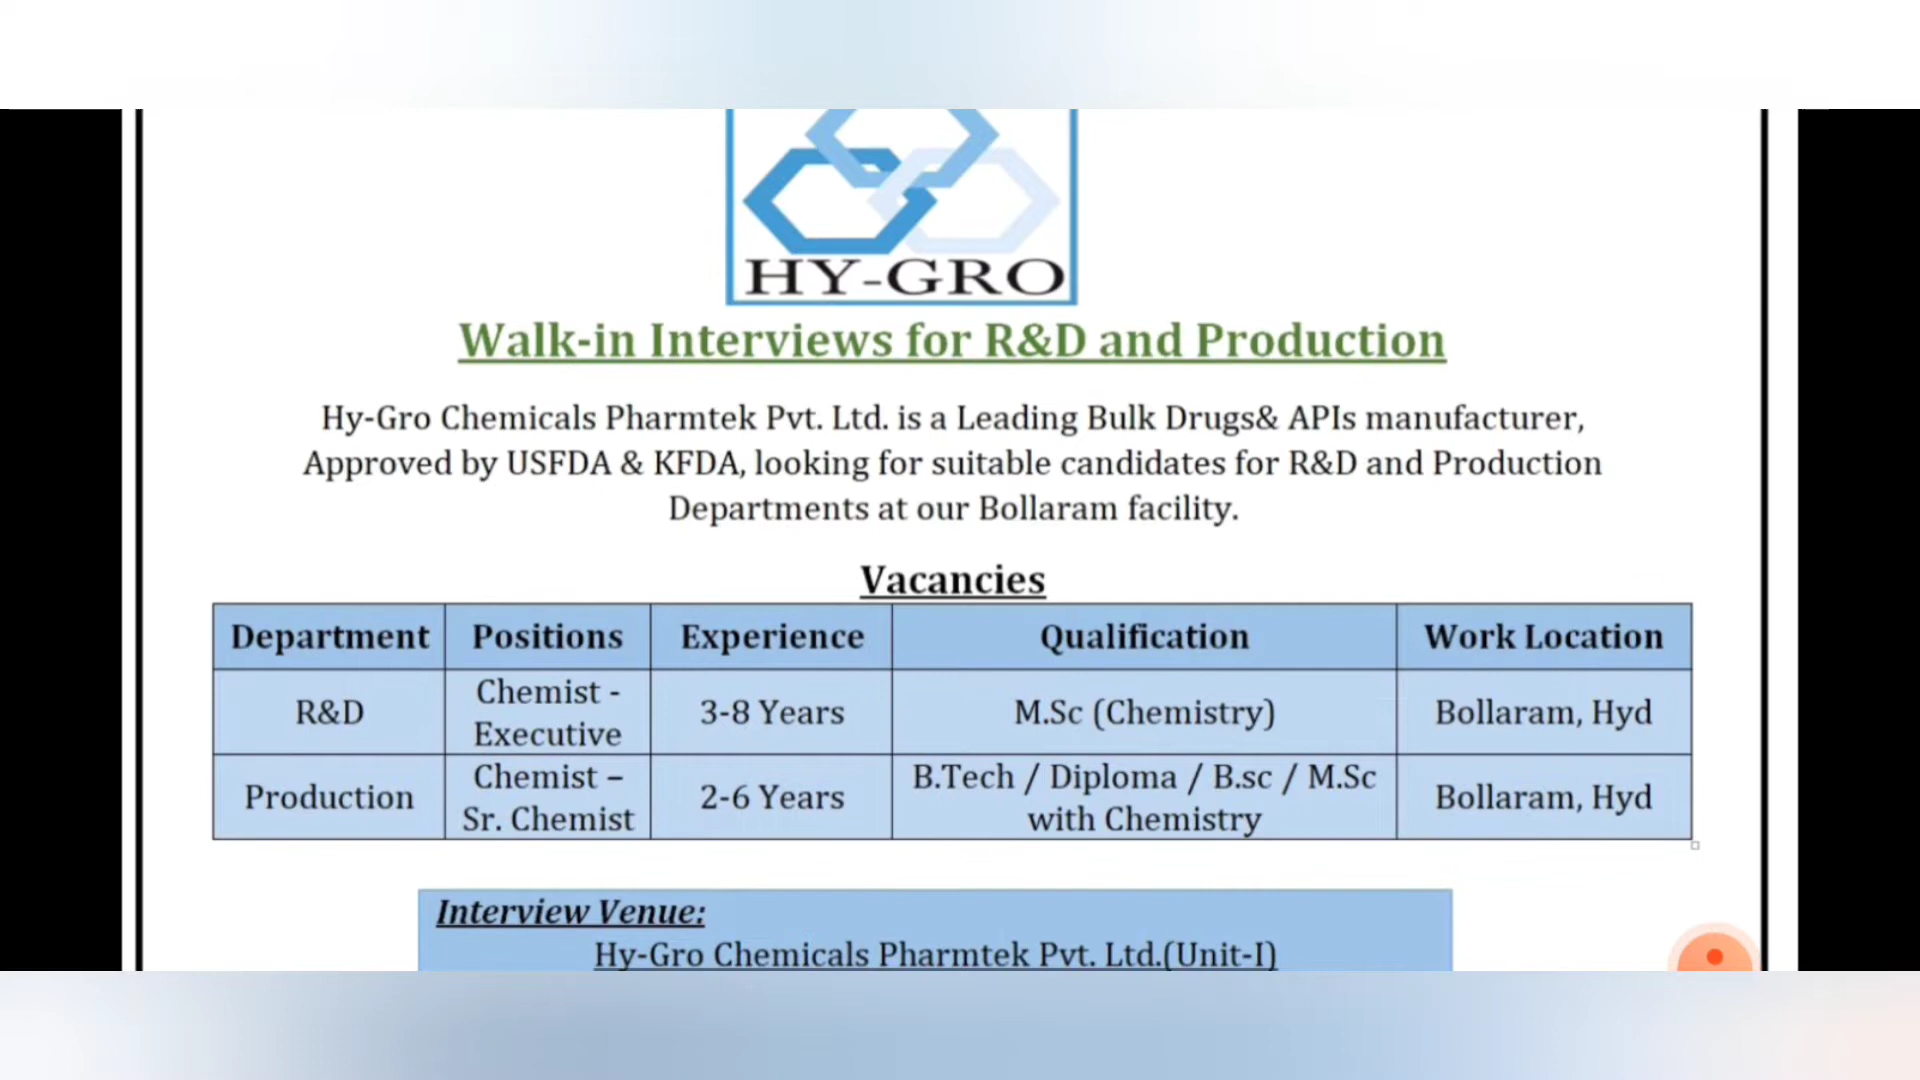 HY-GRO
Walk-in Interviews for R&D and Production
Hy-Gro Chemicals Pharmtek Pvt. Ltd. is a Leading Bulk Drugs& APIs manufacturer,
Approved by USFDA & KFDA, looking for suitable candidates for R&D and Production
Departments at our Bollaram facility.
Vacancies
Department Positions Experience Qualification Work Location
R&D Chemist - Executive 3-8 Years M.Sc (Chemistry) Bollaram, Hyd
Production Chemist – Sr. Chemist 2-6 Years B.Tech / Diploma / B.sc / M.Sc with Chemistry Bollaram, Hyd
Interview Venue:
Hy-Gro Chemicals Pharmtek Pvt. Ltd.(Unit-I)